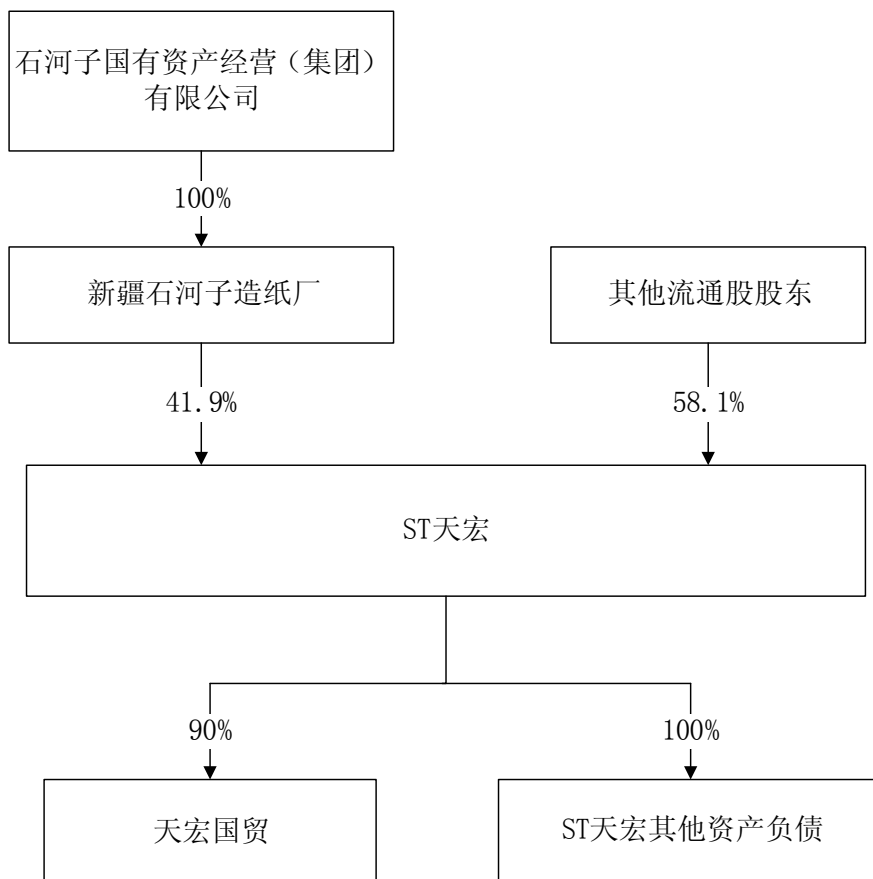 石河子国有资产经营（集团）
有限公司
100%
新疆石河子造纸厂
其他流通股股东
41.9%
58.1%
ST天宏
90%
100%
天宏国贸
ST天宏其他资产负债